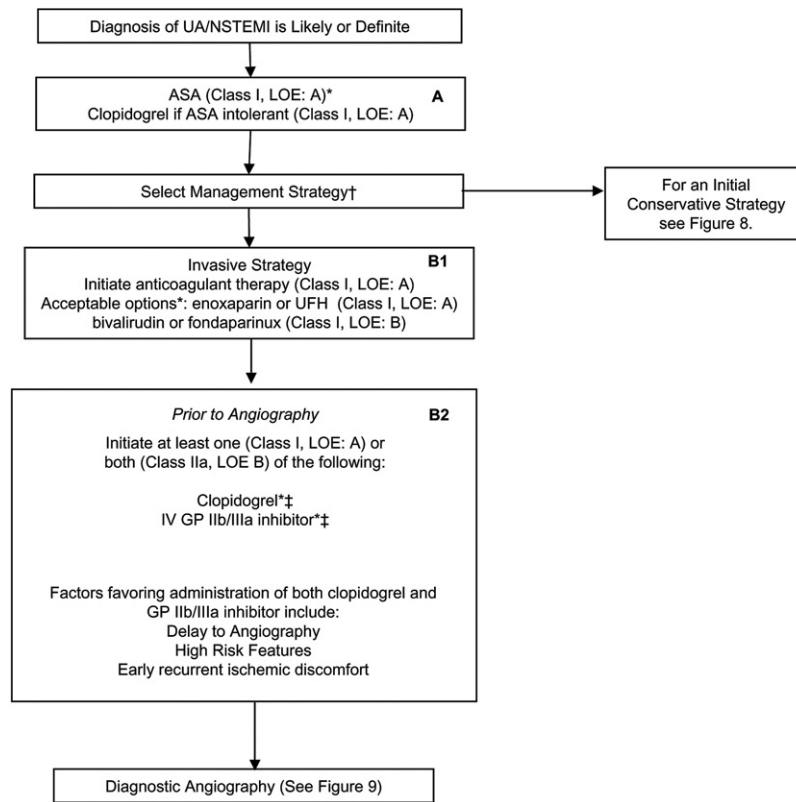 Diagnosis of UA/NSTEMI is Likely or Definite
ASA (Class I, LOE: A)* A
Clopidogrel if ASA intolerant (Class I, LOE: A)
Select Management Strategy†
For an Initial
Conservative Strategy
see Figure 8.
Invasive Strategy B1
Initiate anticoagulant therapy (Class I, LOE: A)
Acceptable options*: enoxaparin or UFH (Class I, LOE: A)
bivalirudin or fondaparinux (Class I, LOE: B)
Prior to Angiography B2
Initiate at least one (Class I, LOE: A) or
both (Class IIa, LOE B) of the following:
Clopidogrel*‡
IV GP IIb/IIIa inhibitor*‡
Factors favoring administration of both clopidogrel and
GP IIb/IIIa inhibitor include:
Delay to Angiography
High Risk Features
Early recurrent ischemic discomfort
Diagnostic Angiography (See Figure 9)